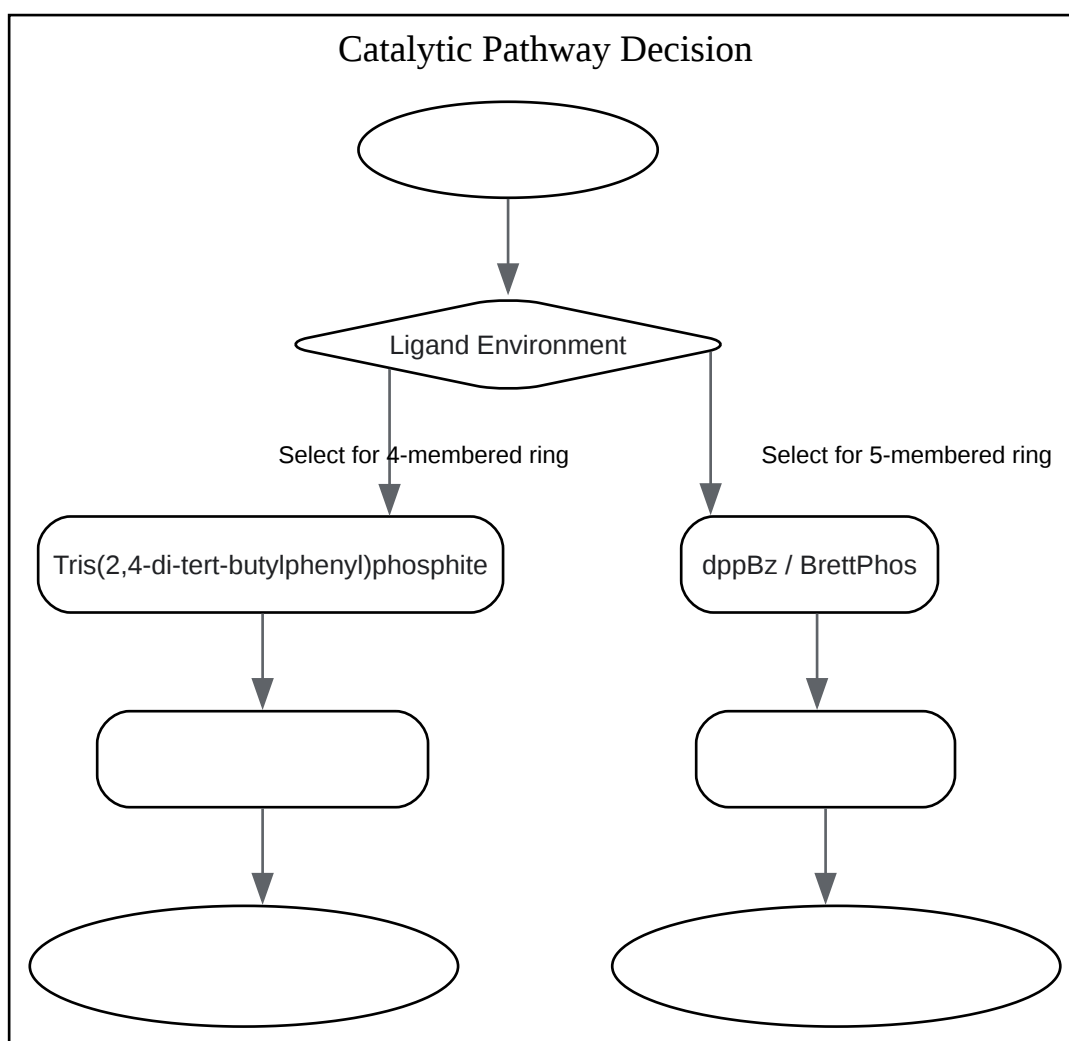 Catalytic Pathway Decision
Ligand Environment
Select for 4-membered ring
Select for 5-membered ring
Tris(2,4-di-tert-butylphenyl)phosphite
dppBz / BrettPhos